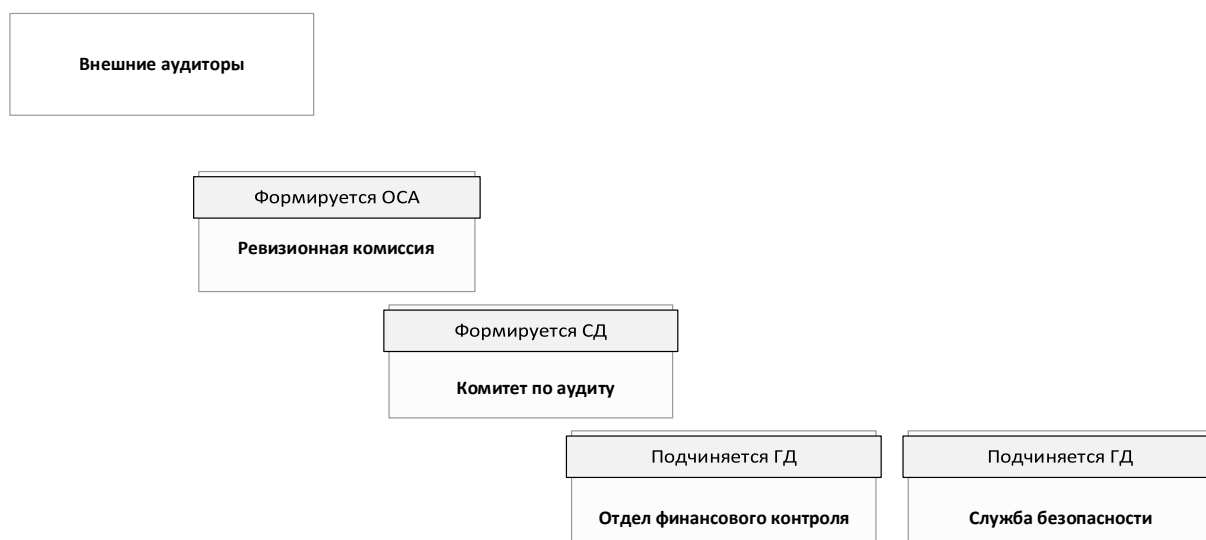 Внешние аудиторы
Формируется ОСА
Ревизионная комиссия
Формируется СД
Комитет по аудиту
Подчиняется ГД
Отдел финансового контроля
Подчиняется ГД
Служба безопасности